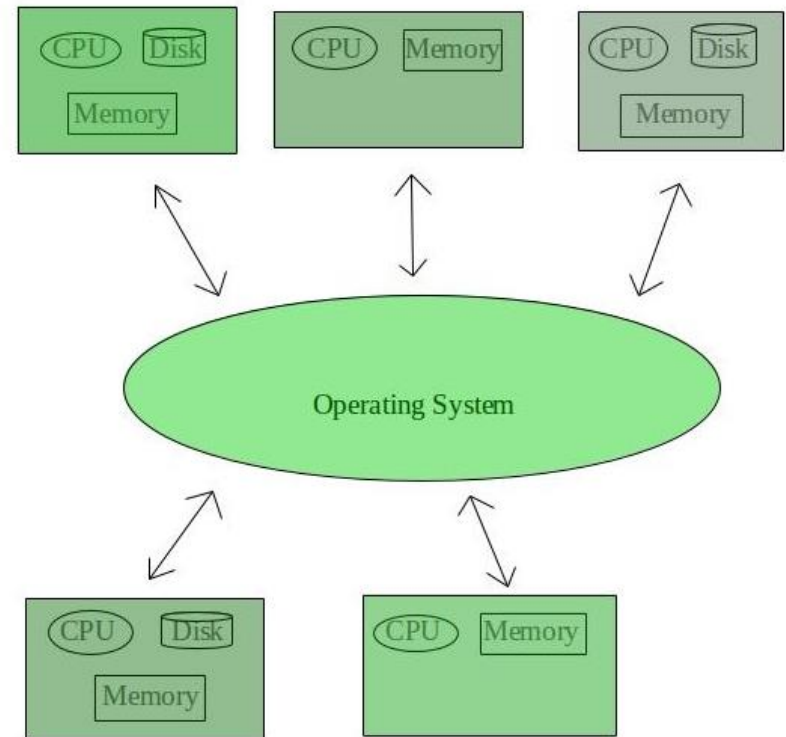 CPU Disk
Memory
CPU Memory
CPU Disk
Memory
Operating System
CPU Disk
Memory
CPU Memory